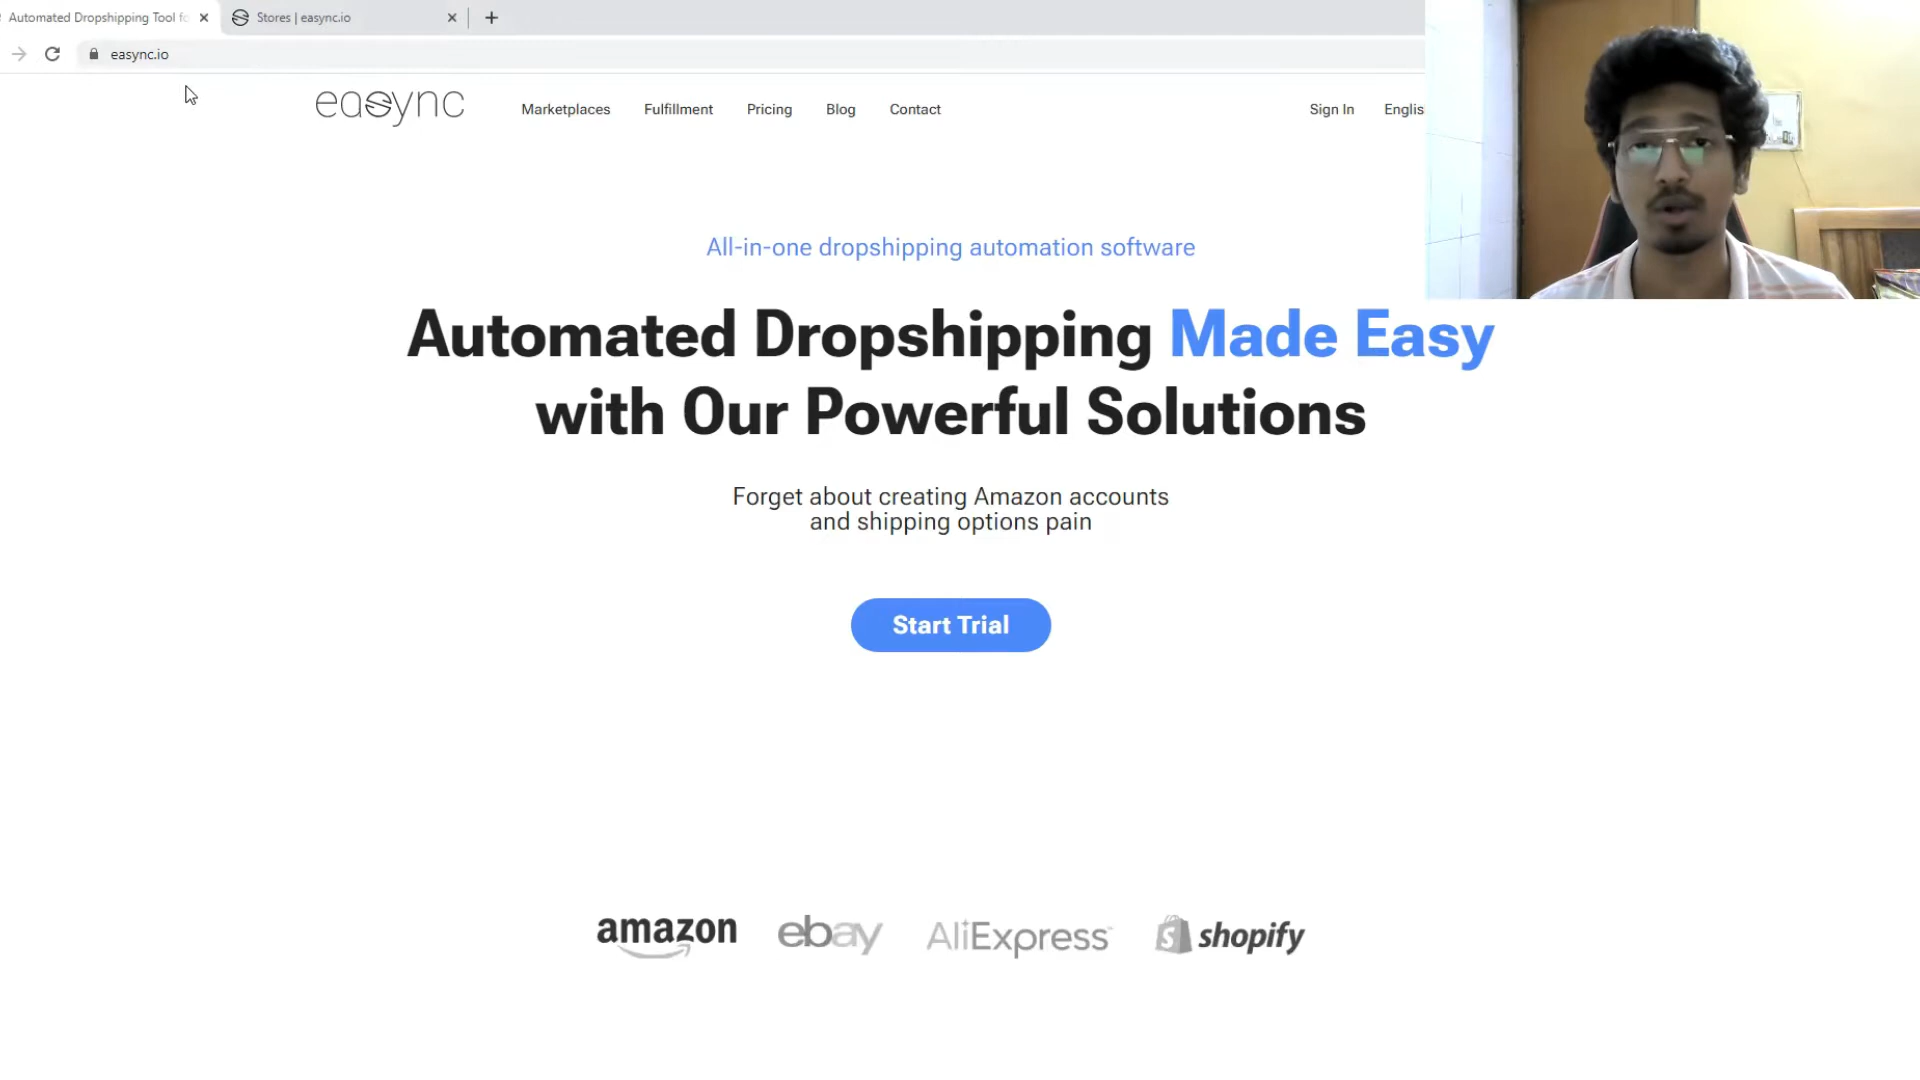 Automated Dropshipping Tool fo
Stores | easync.io
easync.io
easync
Marketplaces
Fulfillment
Pricing
Blog
Contact
Sign In
Englis
All-in-one dropshipping automation software
Automated Dropshipping Made Easy
with Our Powerful Solutions
Forget about creating Amazon accounts
and shipping options pain
Start Trial
amazon
ebay
AliExpress
shopify